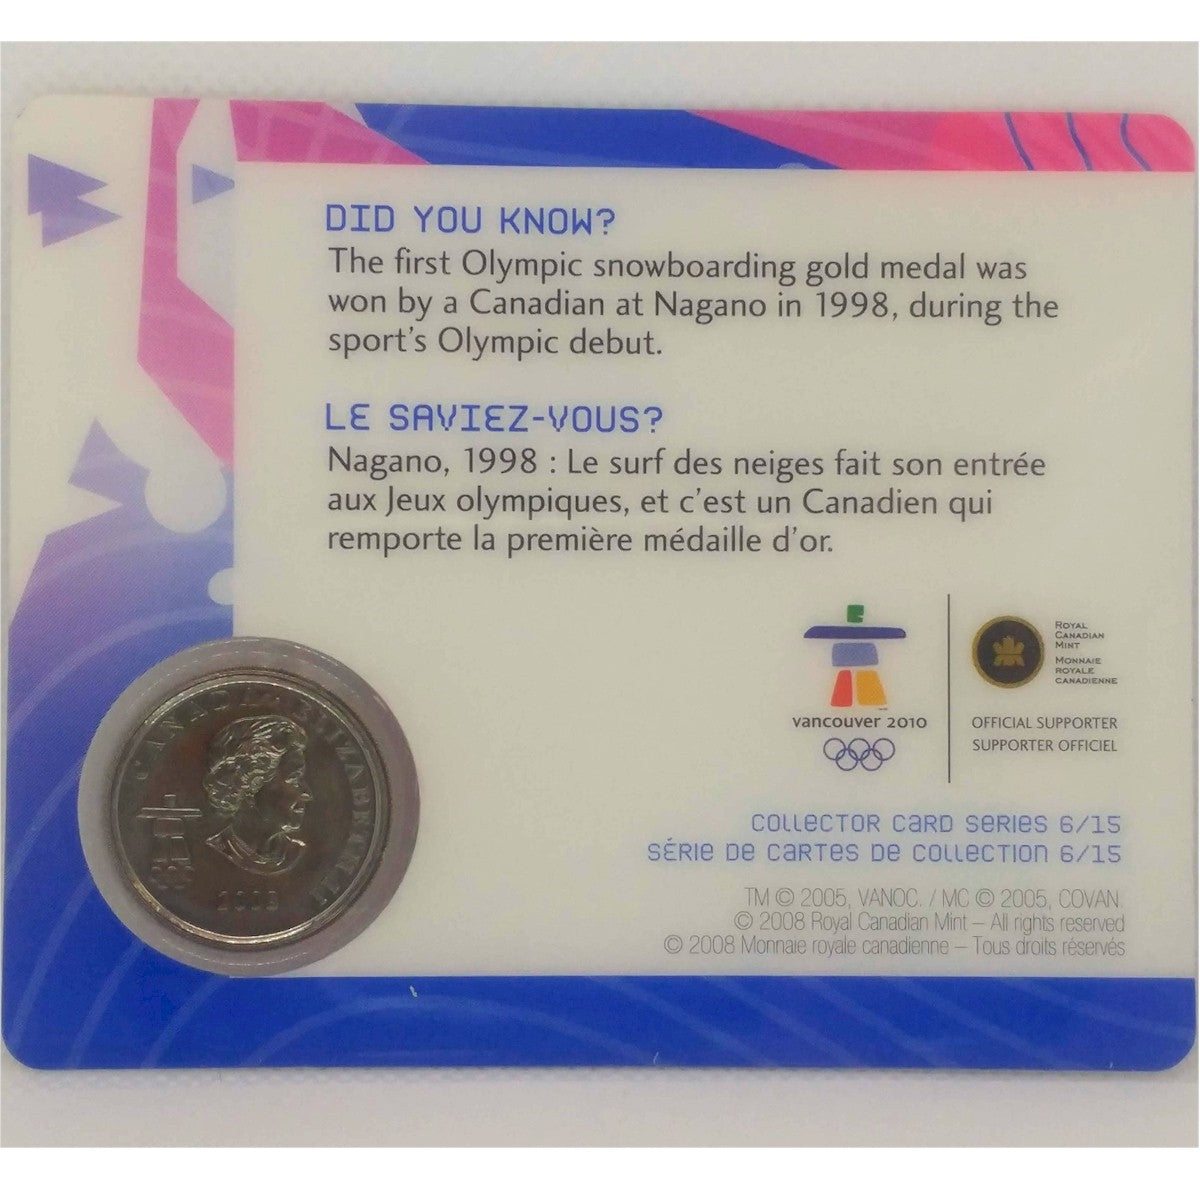 DID YOU KNOW?
The first Olympic snowboarding gold medal was
won by a Canadian at Nagano in 1998, during the
sport's Olympic debut.
LE SAVIEZ-VOUS?
Nagano, 1998 : Le surf des neiges fait son entrée
aux Jeux olympiques, et c'est un Canadien qui
remporte la première médaille d'or.
vancouver 2010
ROYAL
CANADIAN
MINT
MONNAIE
ROYALE
CANADIENNE
OFFICIAL SUPPORTER
SUPPORTER OFFICIEL
COLLECTOR CARD SERIES 6/15
SÉRIE DE CARTES DE COLLECTION 6/15
TM © 2005, VANOC. / MC © 2005, COVAN.
© 2008 Royal Canadian Mint – All rights reserved
© 2008 Monnaie royale canadienne – Tous droits réservés
CANADA ELIZABETH II
2008